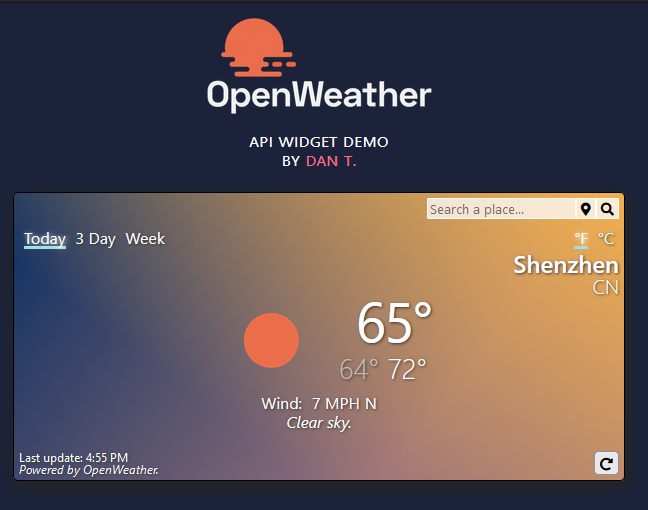 OpenWeather
API WIDGET DEMO
BY DAN T.
Search a place...
Today 3 Day Week
°F °C
Shenzhen
CN
65°
64° 72°
Wind: 7 MPH N
Clear sky.
Last update: 4:55 PM
Powered by OpenWeather.